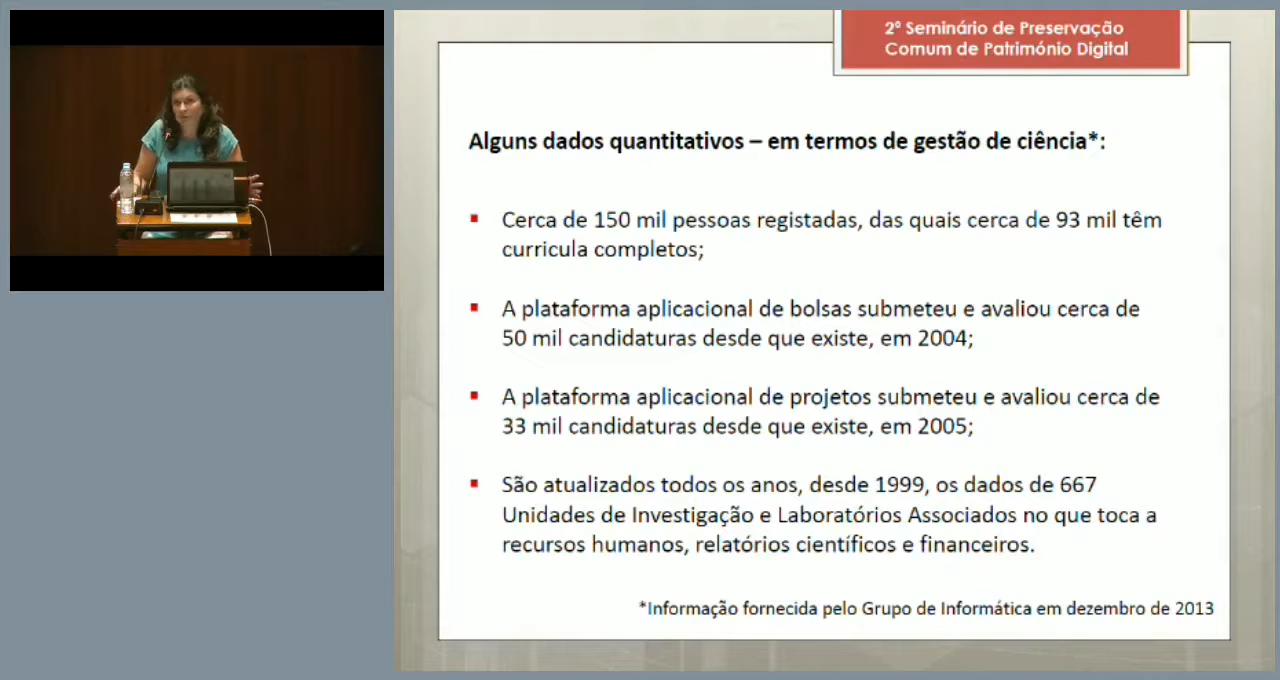 2º Seminário de Preservação
Comum de Património Digital
Alguns dados quantitativos – em termos de gestão de ciência*:
▪ Cerca de 150 mil pessoas registadas, das quais cerca de 93 mil têm
curricula completos;
▪ A plataforma aplicacional de bolsas submeteu e avaliou cerca de
50 mil candidaturas desde que existe, em 2004;
▪ A plataforma aplicacional de projetos submeteu e avaliou cerca de
33 mil candidaturas desde que existe, em 2005;
▪ São atualizados todos os anos, desde 1999, os dados de 667
Unidades de Investigação e Laboratórios Associados no que toca a
recursos humanos, relatórios científicos e financeiros.
*Informação fornecida pelo Grupo de Informática em dezembro de 2013